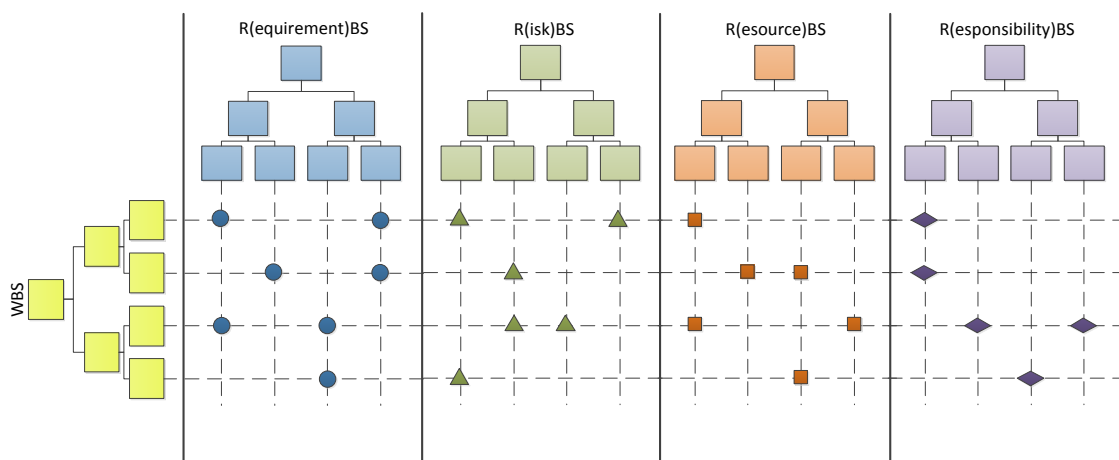 R(equirement)BS
R(isk)BS
R(esource)BS
R(esponsibility)BS
WBS